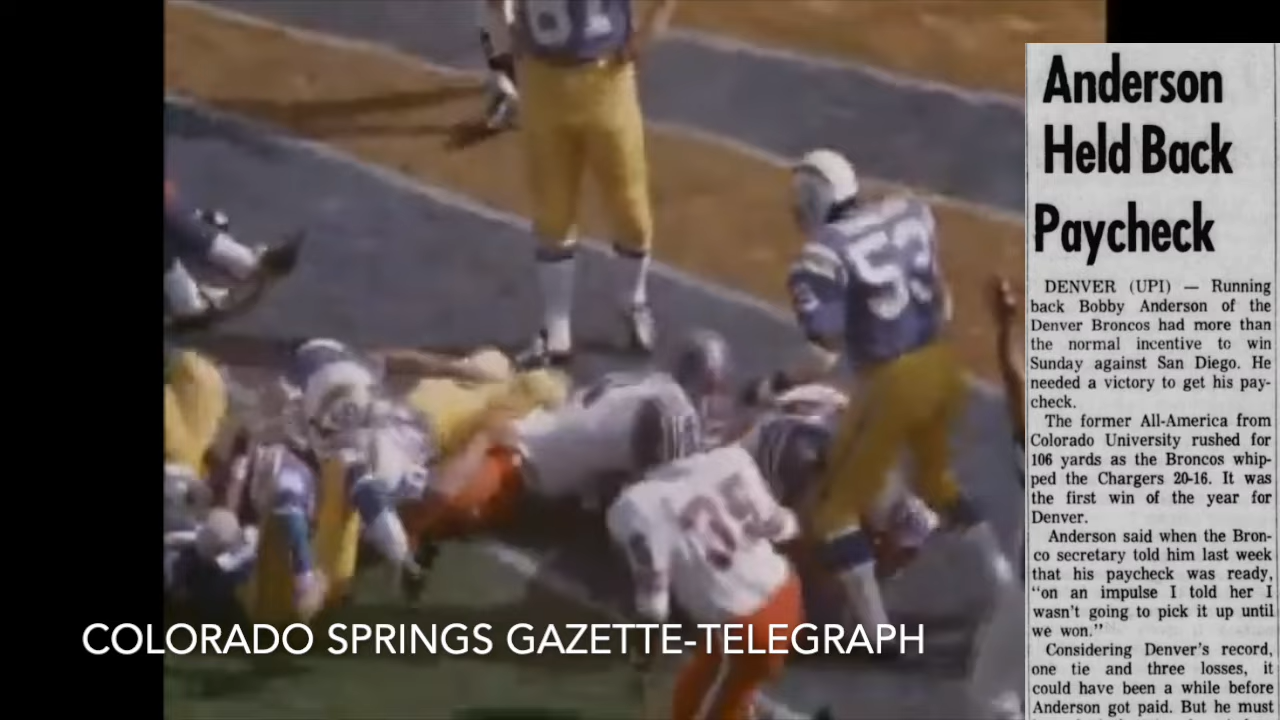 81
53
35
COLORADO SPRINGS GAZETTE-TELEGRAPH
Anderson
Held Back
Paycheck
DENVER (UPI) — Running
back Bobby Anderson of the
Denver Broncos had more than
the normal incentive to win
Sunday against San Diego. He
needed a victory to get his pay-
check.
The former All-America from
Colorado University rushed for
106 yards as the Broncos whip-
ped the Chargers 20-16. It was
the first win of the year for
Denver.
Anderson said when the Bron-
co secretary told him last week
that his paycheck was ready,
“on an impulse I told her I
wasn't going to pick it up until
we won.”
Considering Denver's record,
one tie and three losses, it
could have been a while before
Anderson got paid. But he must